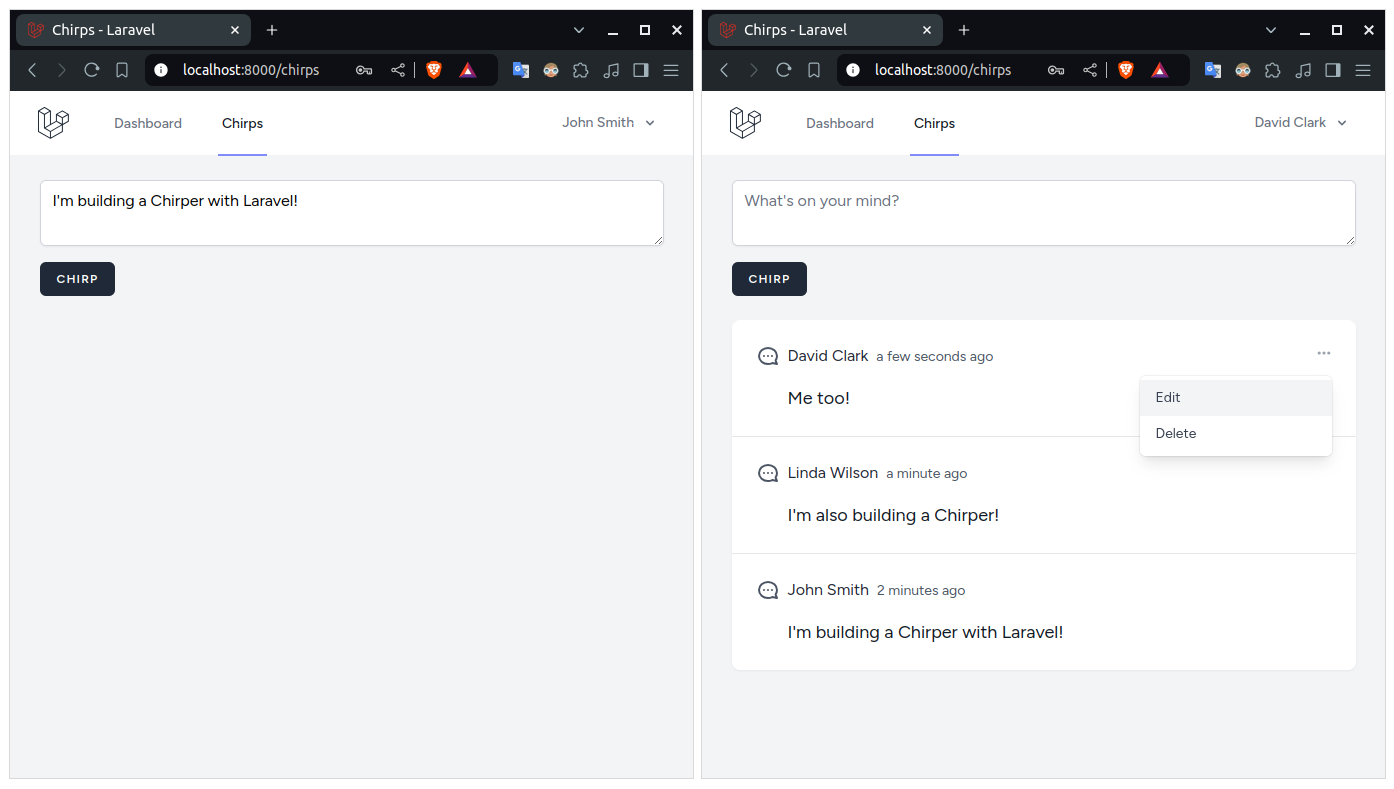 Chirps - Laravel
localhost:8000/chirps
Dashboard Chirps John Smith
I'm building a Chirper with Laravel!
CHIRP
Chirps - Laravel
localhost:8000/chirps
Dashboard Chirps David Clark
What's on your mind?
CHIRP
David Clark a few seconds ago
Me too!
Edit
Delete
Linda Wilson a minute ago
I'm also building a Chirper!
John Smith 2 minutes ago
I'm building a Chirper with Laravel!